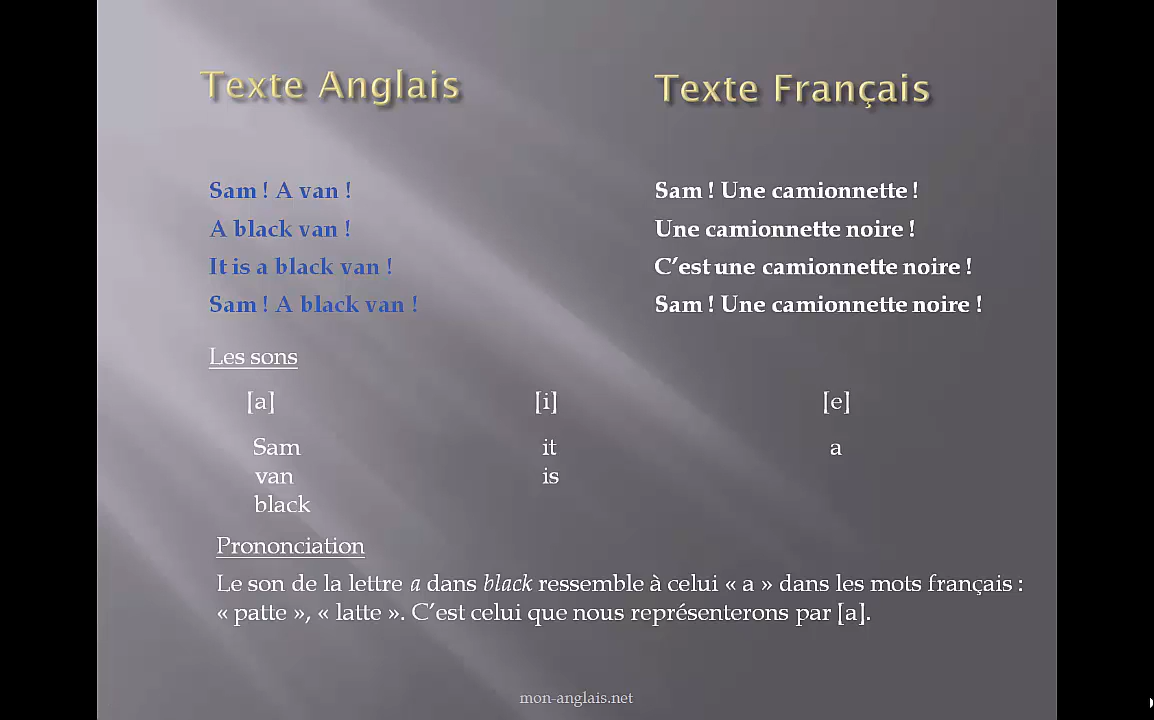 Texte Anglais
Texte Français
Sam ! A van !
Sam ! Une camionnette !
A black van !
Une camionnette noire !
It is a black van !
C’est une camionnette noire !
Sam ! A black van !
Sam ! Une camionnette noire !
Les sons
[a] [i] [e]
Sam it a
van is
black
Prononciation
Le son de la lettre a dans black ressemble à celui « a » dans les mots français :
« patte », « latte ». C’est celui que nous représenterons par [a].
mon-anglais.net